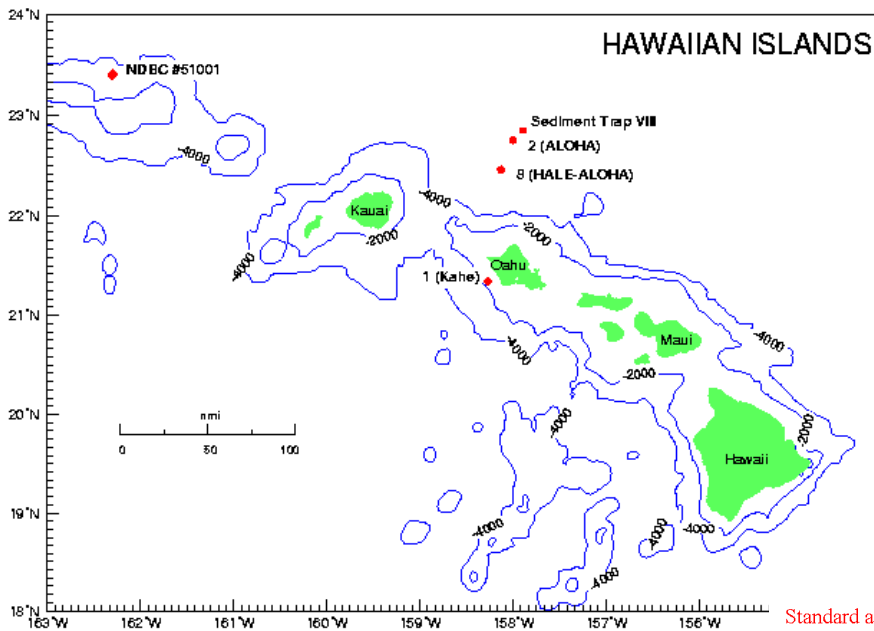 HAWAIIAN ISLANDS
24°N
23°N
22°N
21°N
20°N
19°N
18°N
NDBC #51001
-4000
Sediment Trap VIII
2 (ALOHA)
8 (HALE-ALOHA)
-4000
Kauai
-2000
-2000
-4000
Oahu
1 (Kahe)
-4000
-4000
Maui
-2000
nmi
0 50 100
-4000
-2000
Hawaii
-4000
-4000
-4000
-4000
163°W 162°W 161°W 160°W 159°W 158°W 157°W 156°W
Standard a